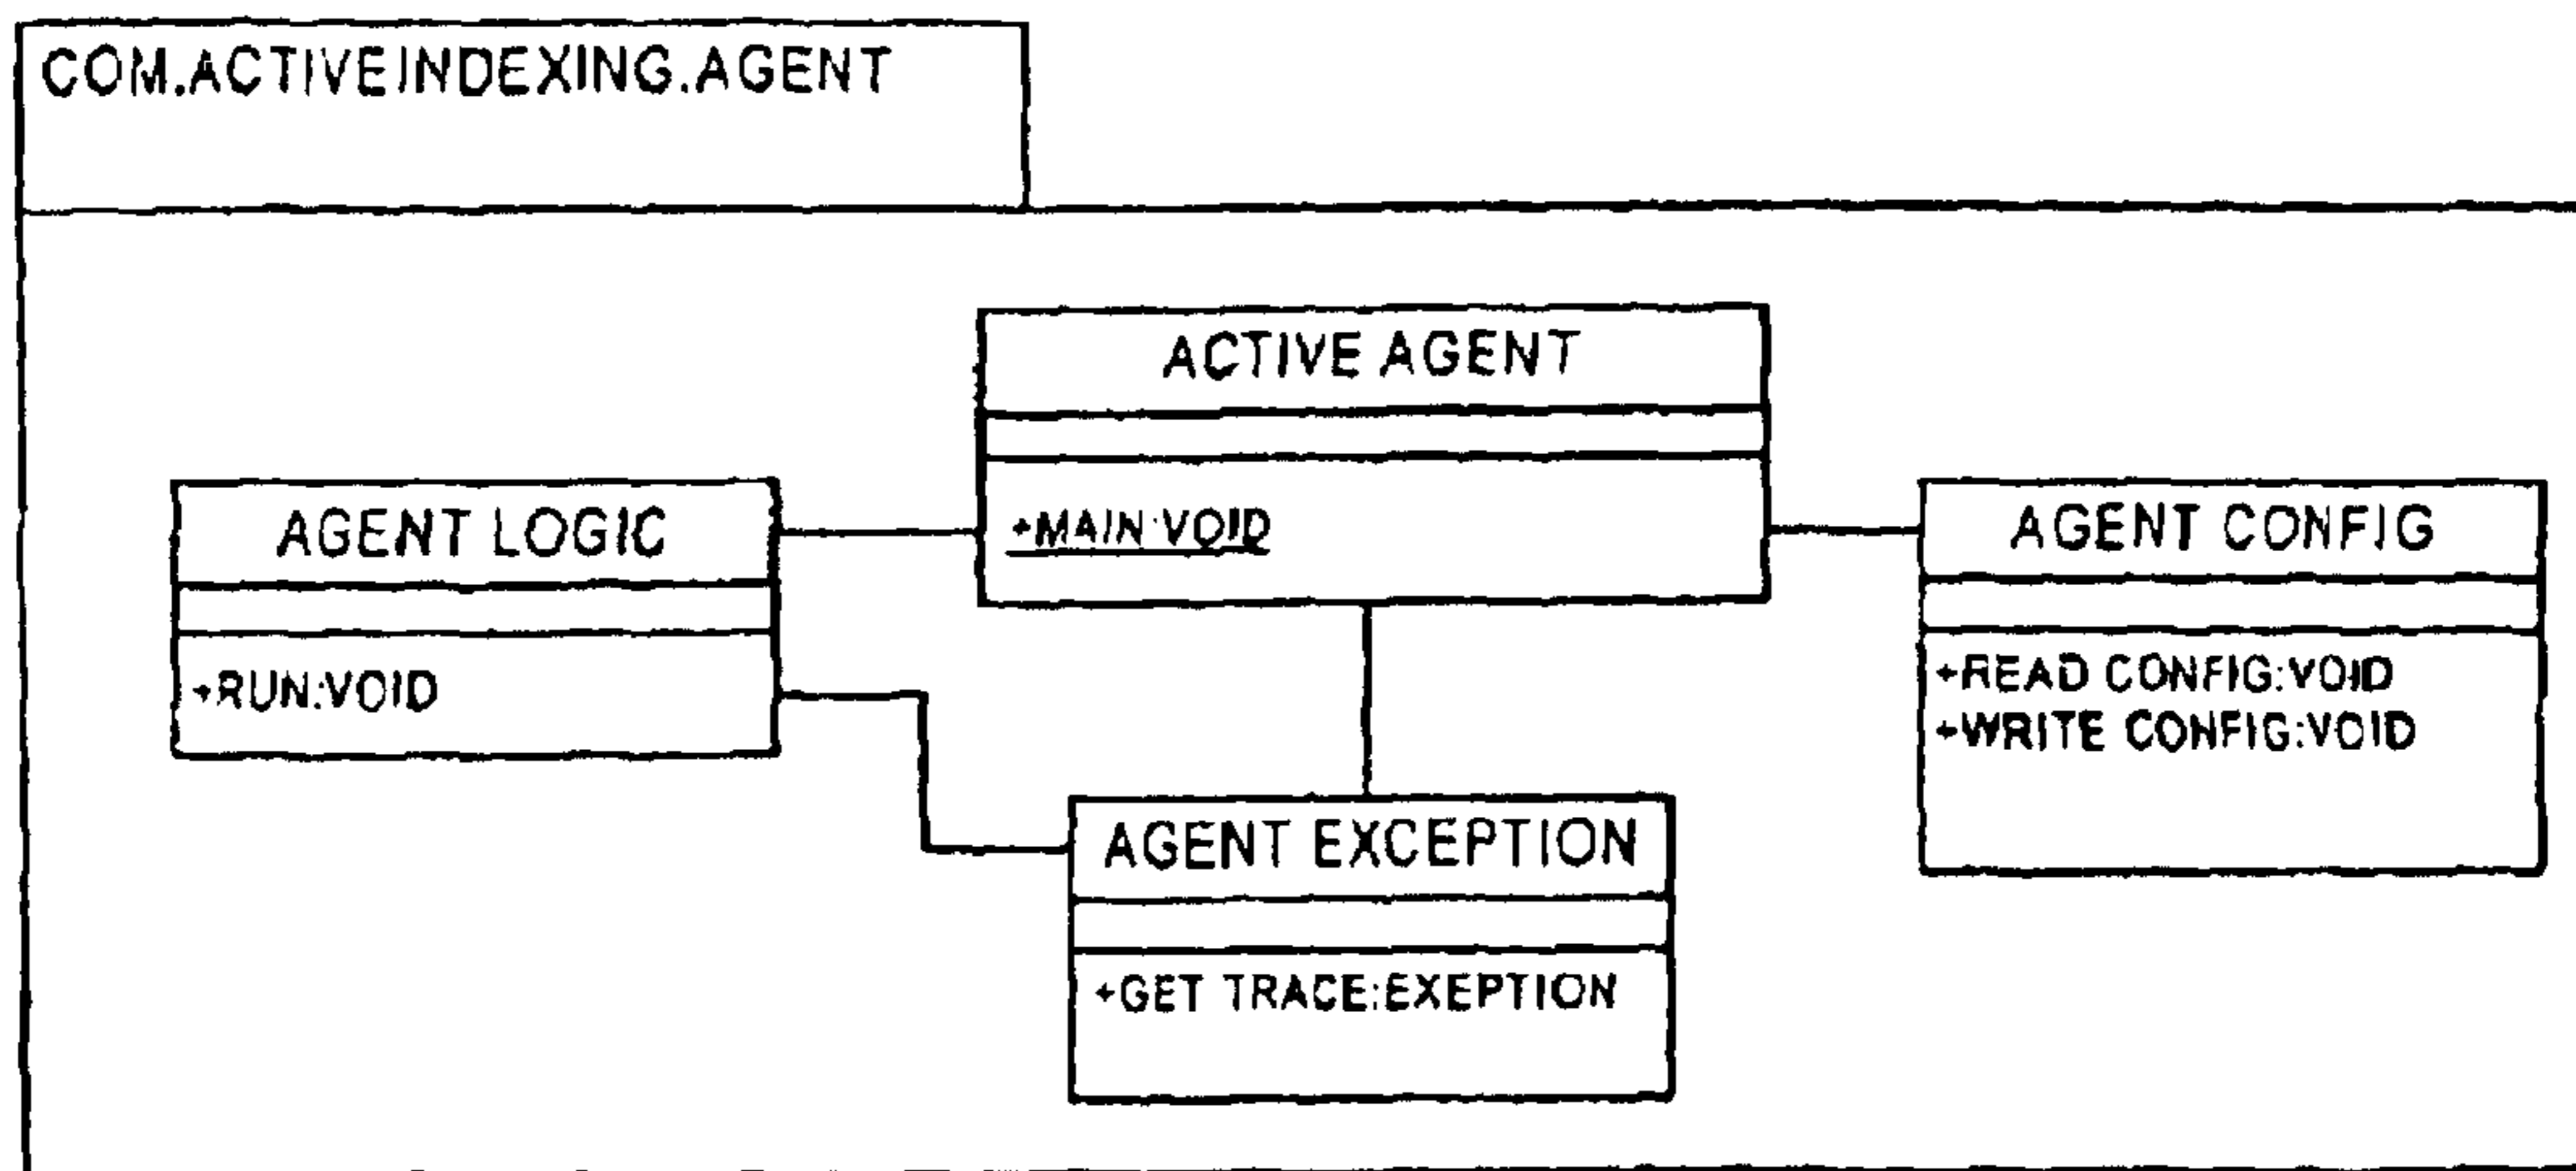 COM.ACTIVEINDEXING.AGENT
ACTIVE AGENT
+MAIN:VOID
AGENT LOGIC
+RUN:VOID
AGENT CONFIG
+READ CONFIG:VOID
+WRITE CONFIG:VOID
AGENT EXCEPTION
+GET TRACE:EXEPTION